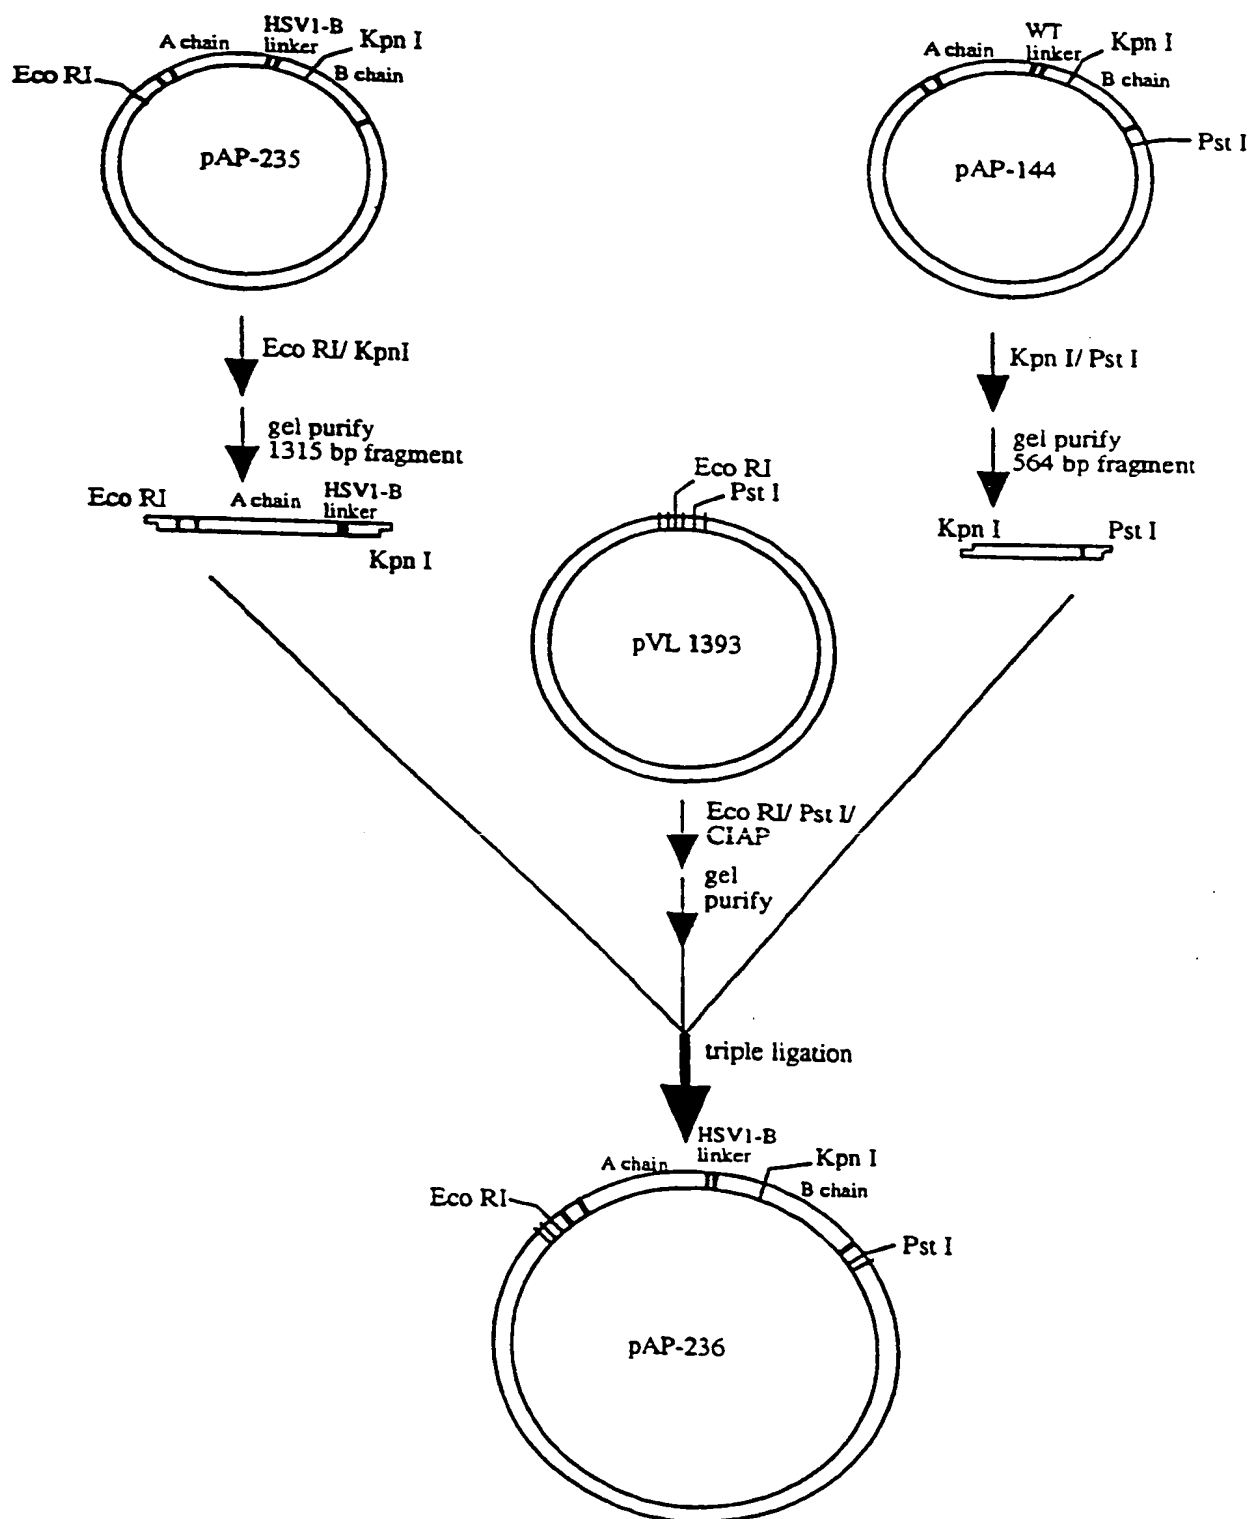 HSV1-B
linker
A chain
Kpn I
Eco RI
B chain
pAP-235
WT
linker
A chain
Kpn I
B chain
Pst I
pAP-144
Eco RI/ KpnI
gel purify
1315 bp fragment
Kpn I/ Pst I
gel purify
564 bp fragment
Eco RI
A chain
HSV1-B
linker
Kpn I
Eco RI
Pst I
pVL 1393
Kpn I
Pst I
Eco RI/ Pst I/
CIAP
gel
purify
triple ligation
HSV1-B
linker
A chain
Kpn I
B chain
Eco RI
Pst I
pAP-236